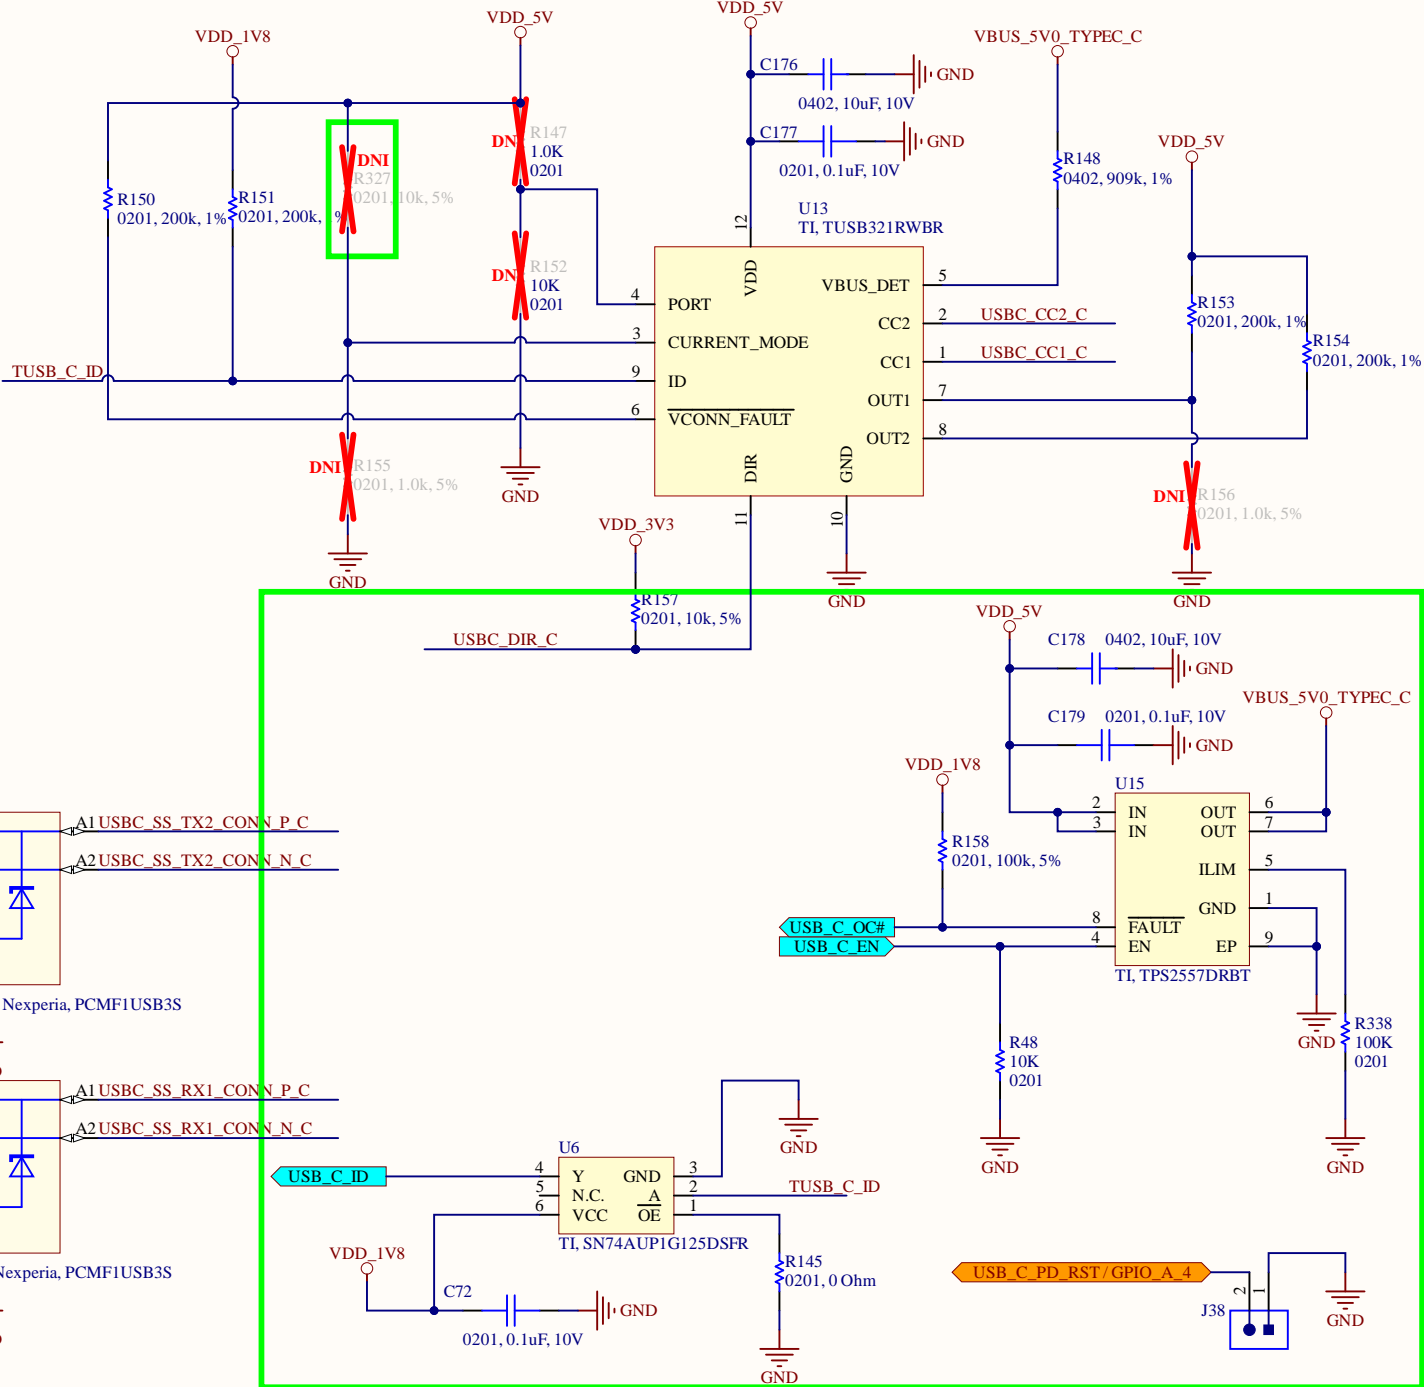 VDD_1V8
VDD_5V
VDD_5V
VBUS_5V0_TYPEC_C
C176
GND
0402, 10uF, 10V
C177
GND
0201, 0.1uF, 10V
R150
0201, 200k, 1%
R151
0201, 200k, %
DNI
R327
0201, 10k, 5%
DN
R147
1.0K
0201
DN
R152
10K
0201
GND
R148
0402, 909k, 1%
VDD_5V
R153
0201, 200k, 1%
R154
0201, 200k, 1%
U13
TI, TUSB321RWBR
12
VDD
4
PORT
3
CURRENT_MODE
TUSB_C_ID
9
ID
6
VCONN_FAULT
VBUS_DET
5
CC2
2
USBC_CC2_C
CC1
1
USBC_CC1_C
OUT1
7
OUT2
8
DIR
11
GND
10
GND
DNI
R155
0201, 1.0k, 5%
GND
DNI
R156
0201, 1.0k, 5%
GND
VDD_3V3
R157
0201, 10k, 5%
USBC_DIR_C
VDD_5V
C178
0402, 10uF, 10V
GND
C179
0201, 0.1uF, 10V
GND
VBUS_5V0_TYPEC_C
VDD_1V8
R158
0201, 100k, 5%
U15
2
IN
OUT
6
3
IN
OUT
7
ILIM
5
GND
1
USB_C_OC#
8
FAULT
USB_C_EN
4
EN
EP
9
TI, TPS2557DRBT
GND
R338
100K
0201
GND
R48
10K
0201
GND
A1 USBC_SS_TX2_CONN_P_C
A2 USBC_SS_TX2_CONN_N_C
Nexperia, PCMF1USB3S
A1 USBC_SS_RX1_CONN_P_C
A2 USBC_SS_RX1_CONN_N_C
Nexperia, PCMF1USB3S
U6
GND
USB_C_ID
4
Y
GND
3
5
N.C.
A
2
TUSB_C_ID
6
VCC
OE
1
TI, SN74AUP1G125DSFR
VDD_1V8
C72
GND
0201, 0.1uF, 10V
R145
0201, 0 Ohm
GND
USB_C_PD_RST / GPIO_A_4
2
1
J38
GND